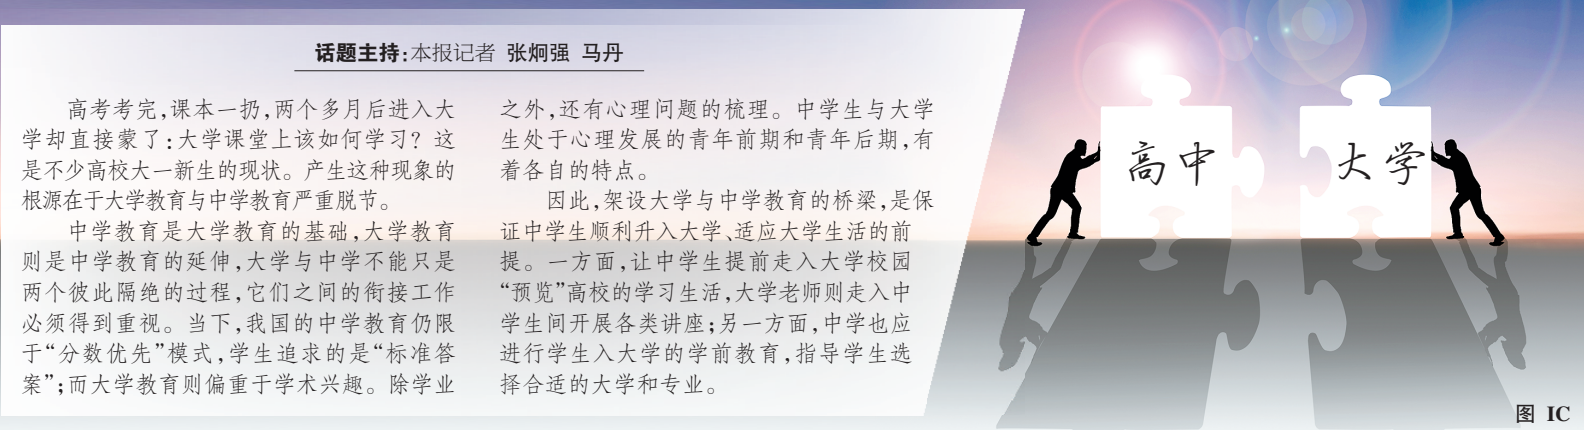 话题主持:本报记者 张炯强 马丹
高考考完,课本一扔,两个多月后进入大
学却直接蒙了:大学课堂上该如何学习？这
是不少高校大一新生的现状。产生这种现象的
根源在于大学教育与中学教育严重脱节。
中学教育是大学教育的基础,大学教育
则是中学教育的延伸,大学与中学不能只是
两个彼此隔绝的过程,它们之间的衔接工作
必须得到重视。当下,我国的中学教育仍限
于“分数优先”模式,学生追求的是“标准答
案”;而大学教育则偏重于学术兴趣。除学业
之外,还有心理问题的梳理。中学生与大学
生处于心理发展的青年前期和青年后期,有
着各自的特点。
因此,架设大学与中学教育的桥梁,是保
证中学生顺利升入大学、适应大学生活的前
提。一方面,让中学生提前走入大学校园
“预览”高校的学习生活,大学老师则走入中
学生间开展各类讲座;另一方面,中学也应
进行学生入大学的学前教育,指导学生选
择合适的大学和专业。
高中
大学
图 IC